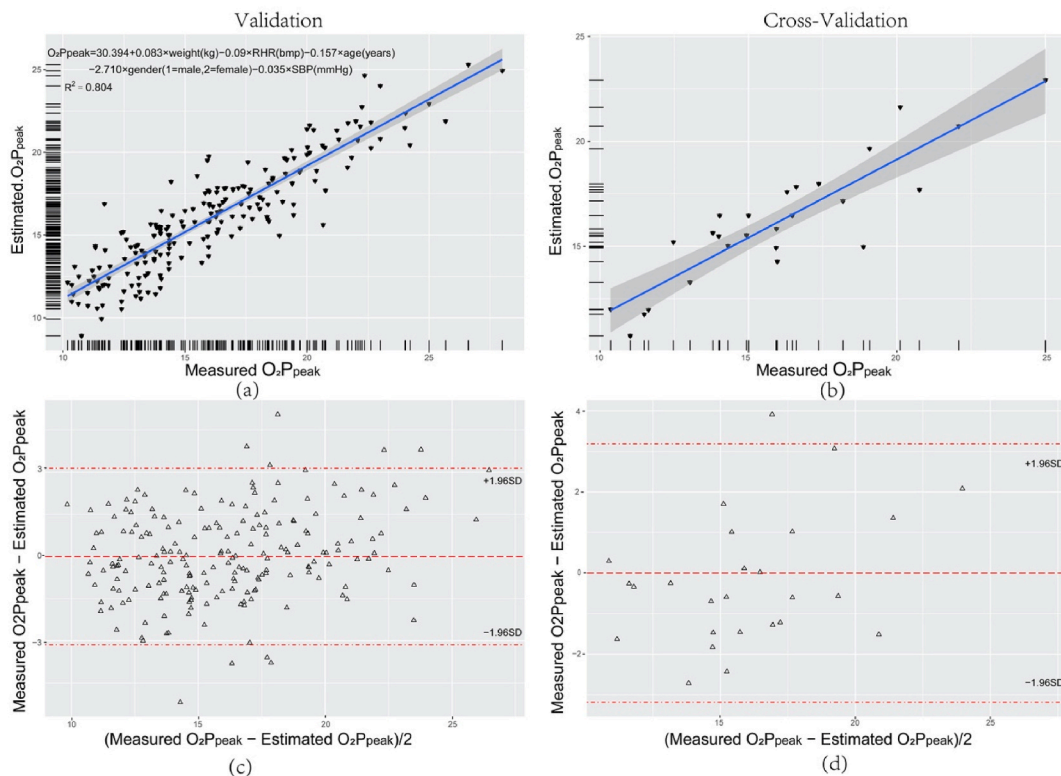 Validation
Cross-Validation
O₂Ppeak=30.394+0.083×weight(kg)−0.09×RHR(bmp)−0.157×age(years)
−2.710×gender(1=male,2=female)−0.035×SBP(mmHg)
R² = 0.804
Estimated.O₂Ppeak
25
20
15
10
10 15 20 25
Measured O₂Ppeak
(a)
Estimated.O₂Ppeak
20
15
10 15 20 25
Measured O₂Ppeak
(b)
Measured O2Ppeak − Estimated O₂Ppeak
3
0
−3
+1.96SD
−1.96SD
10 15 20 25
(Measured O₂Ppeak − Estimated O₂Ppeak)/2
(c)
Measured O2Ppeak − Estimated O₂Ppeak
4
2
0
−2
+1.96SD
−1.96SD
15 20 25
(Measured O₂Ppeak − Estimated O₂Ppeak)/2
(d)